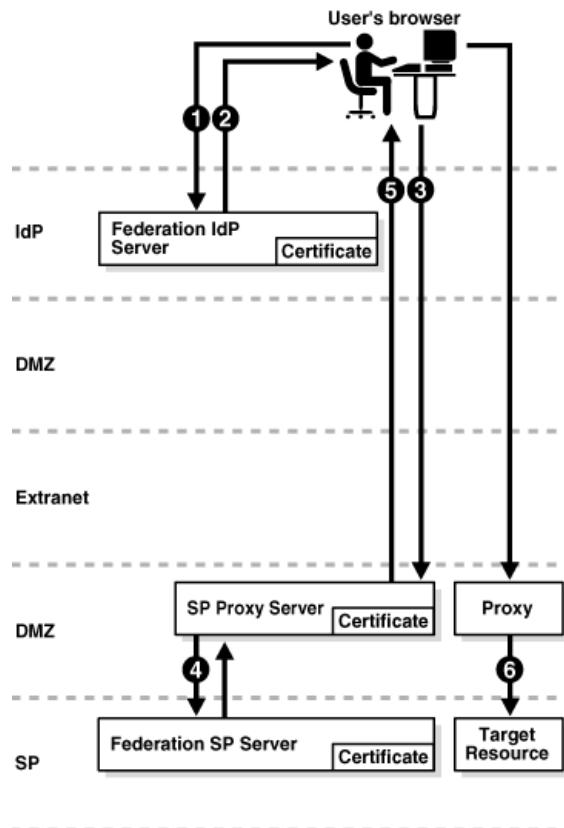 User's browser
1
2
5
3
IdP
Federation IdP
Server
Certificate
DMZ
Extranet
DMZ
SP Proxy Server
Certificate
Proxy
4
6
SP
Federation SP Server
Certificate
Target
Resource